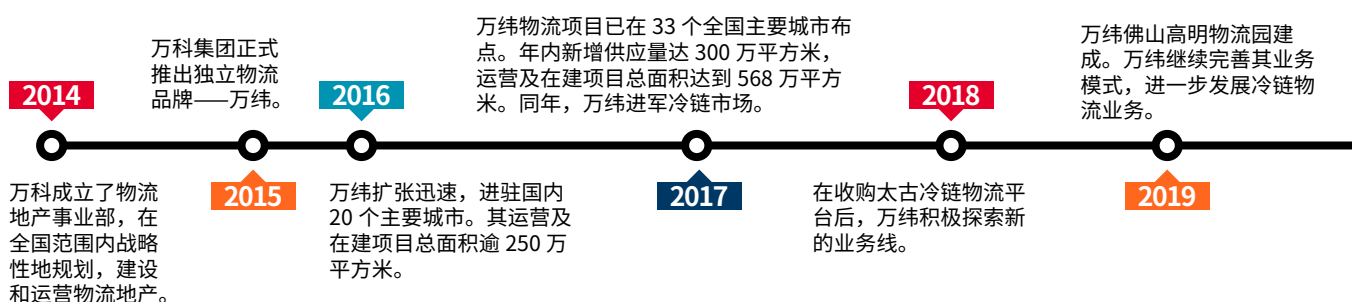 2014
万科成立了物流
地产事业部，在
全国范围内战略
性地规划，建设
和运营物流地产。
万科集团正式
推出独立物流
品牌——万纬。
2015
2016
万纬扩张迅速，进驻国内
20 个主要城市。其运营及
在建项目总面积逾 250 万
平方米。
万纬物流项目已在 33 个全国主要城市布
点。年内新增供应量达 300 万平方米，
运营及在建项目总面积达到 568 万平方
米。同年，万纬进军冷链市场。
2017
2018
在收购太古冷链物流平
台后，万纬积极探索新
的业务线。
万纬佛山高明物流园建
成。万纬继续完善其业务
模式，进一步发展冷链物
流业务。
2019